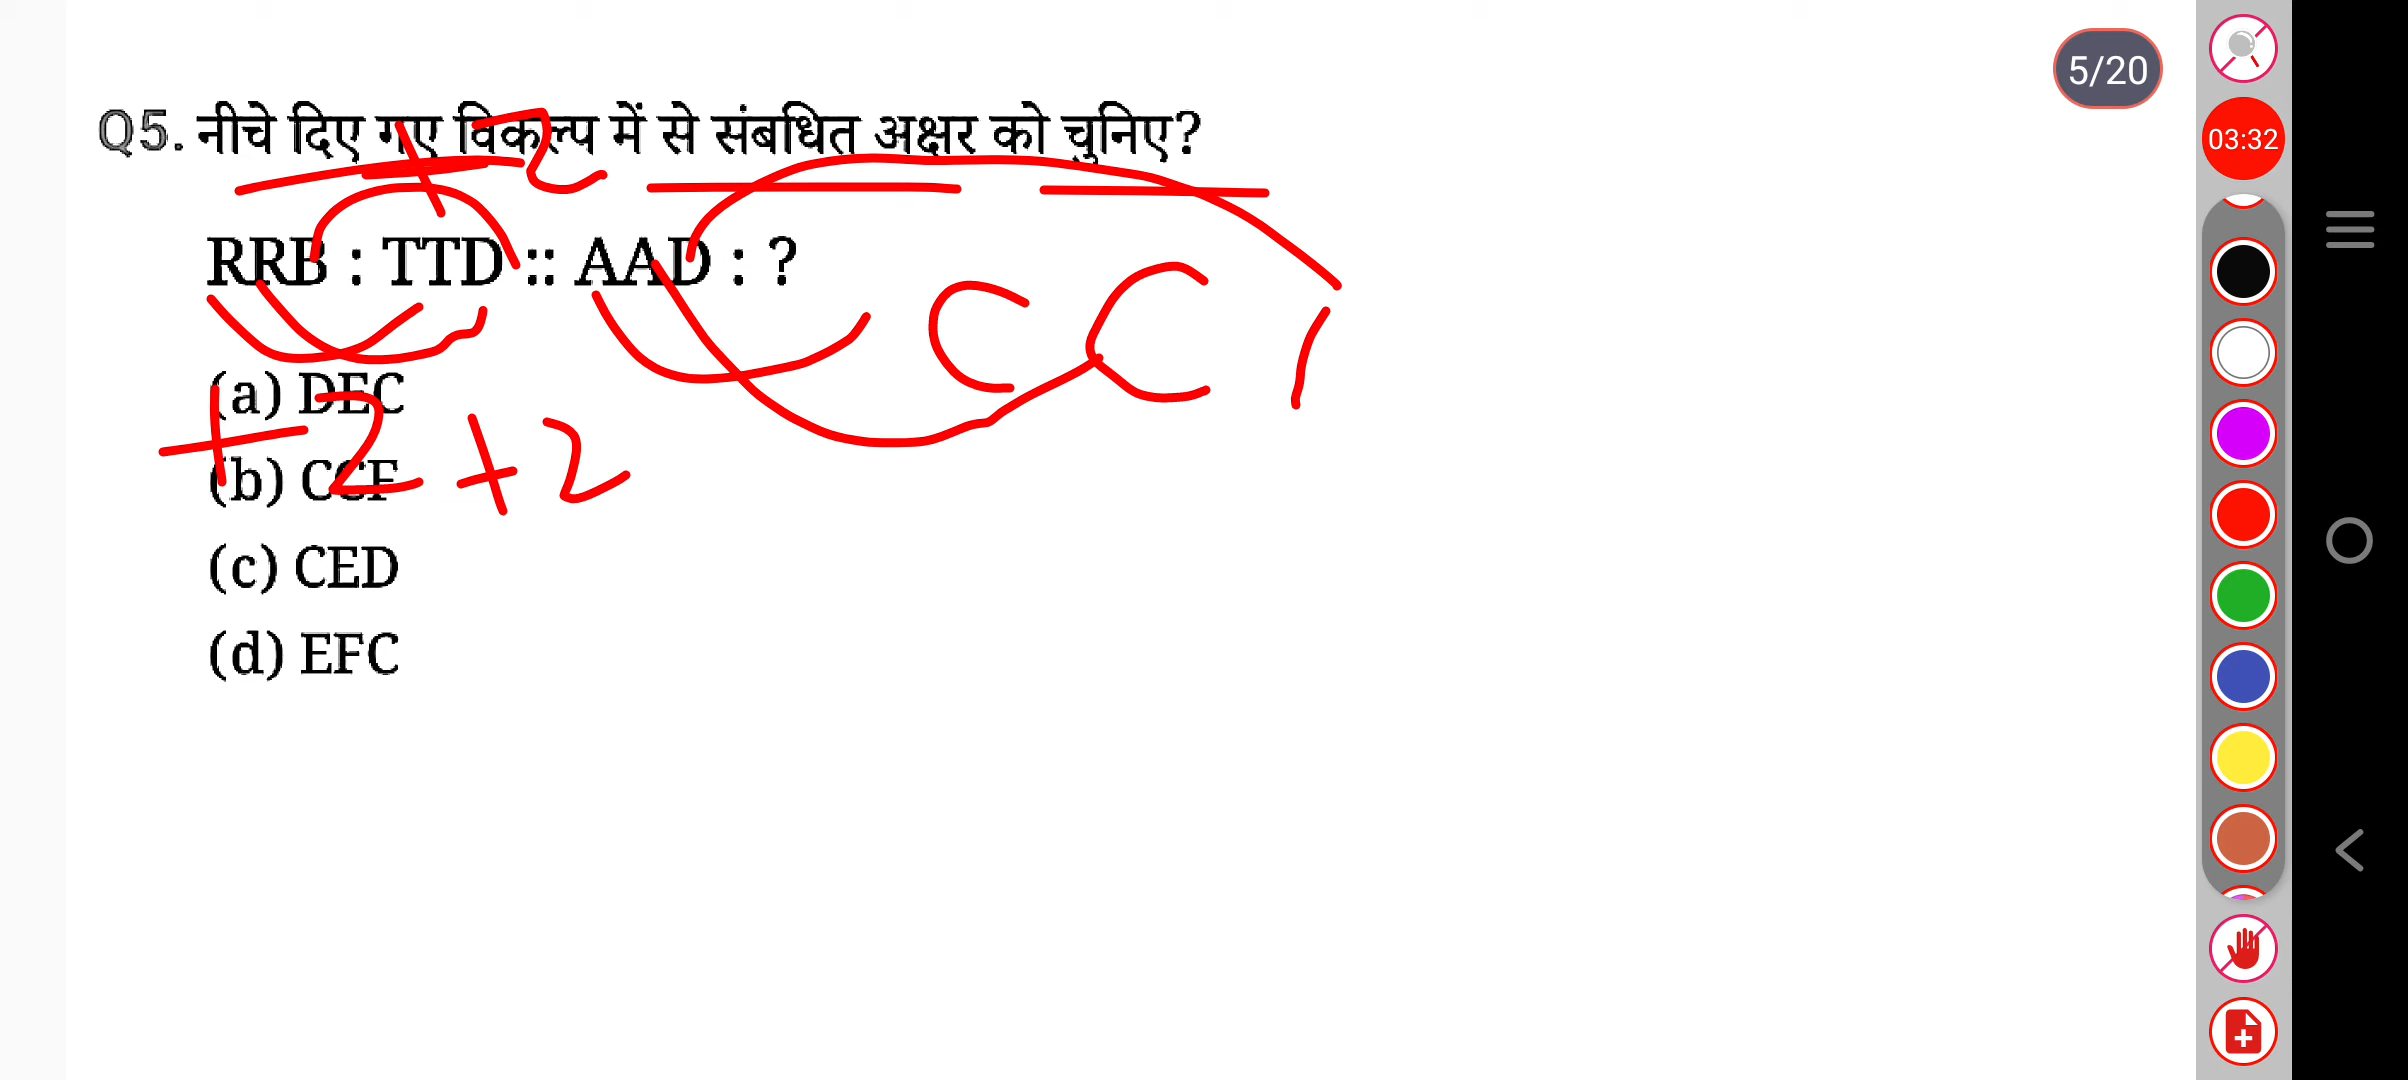 5/20
03:32
Q5. नीचे दिए गए विकल्प में से संबधित अक्षर को चुनिए?
+2
RRB : TTD :: AAD : ?
C C
(a) DEC
+2 +2
(b) CCF
(c) CED
(d) EFC